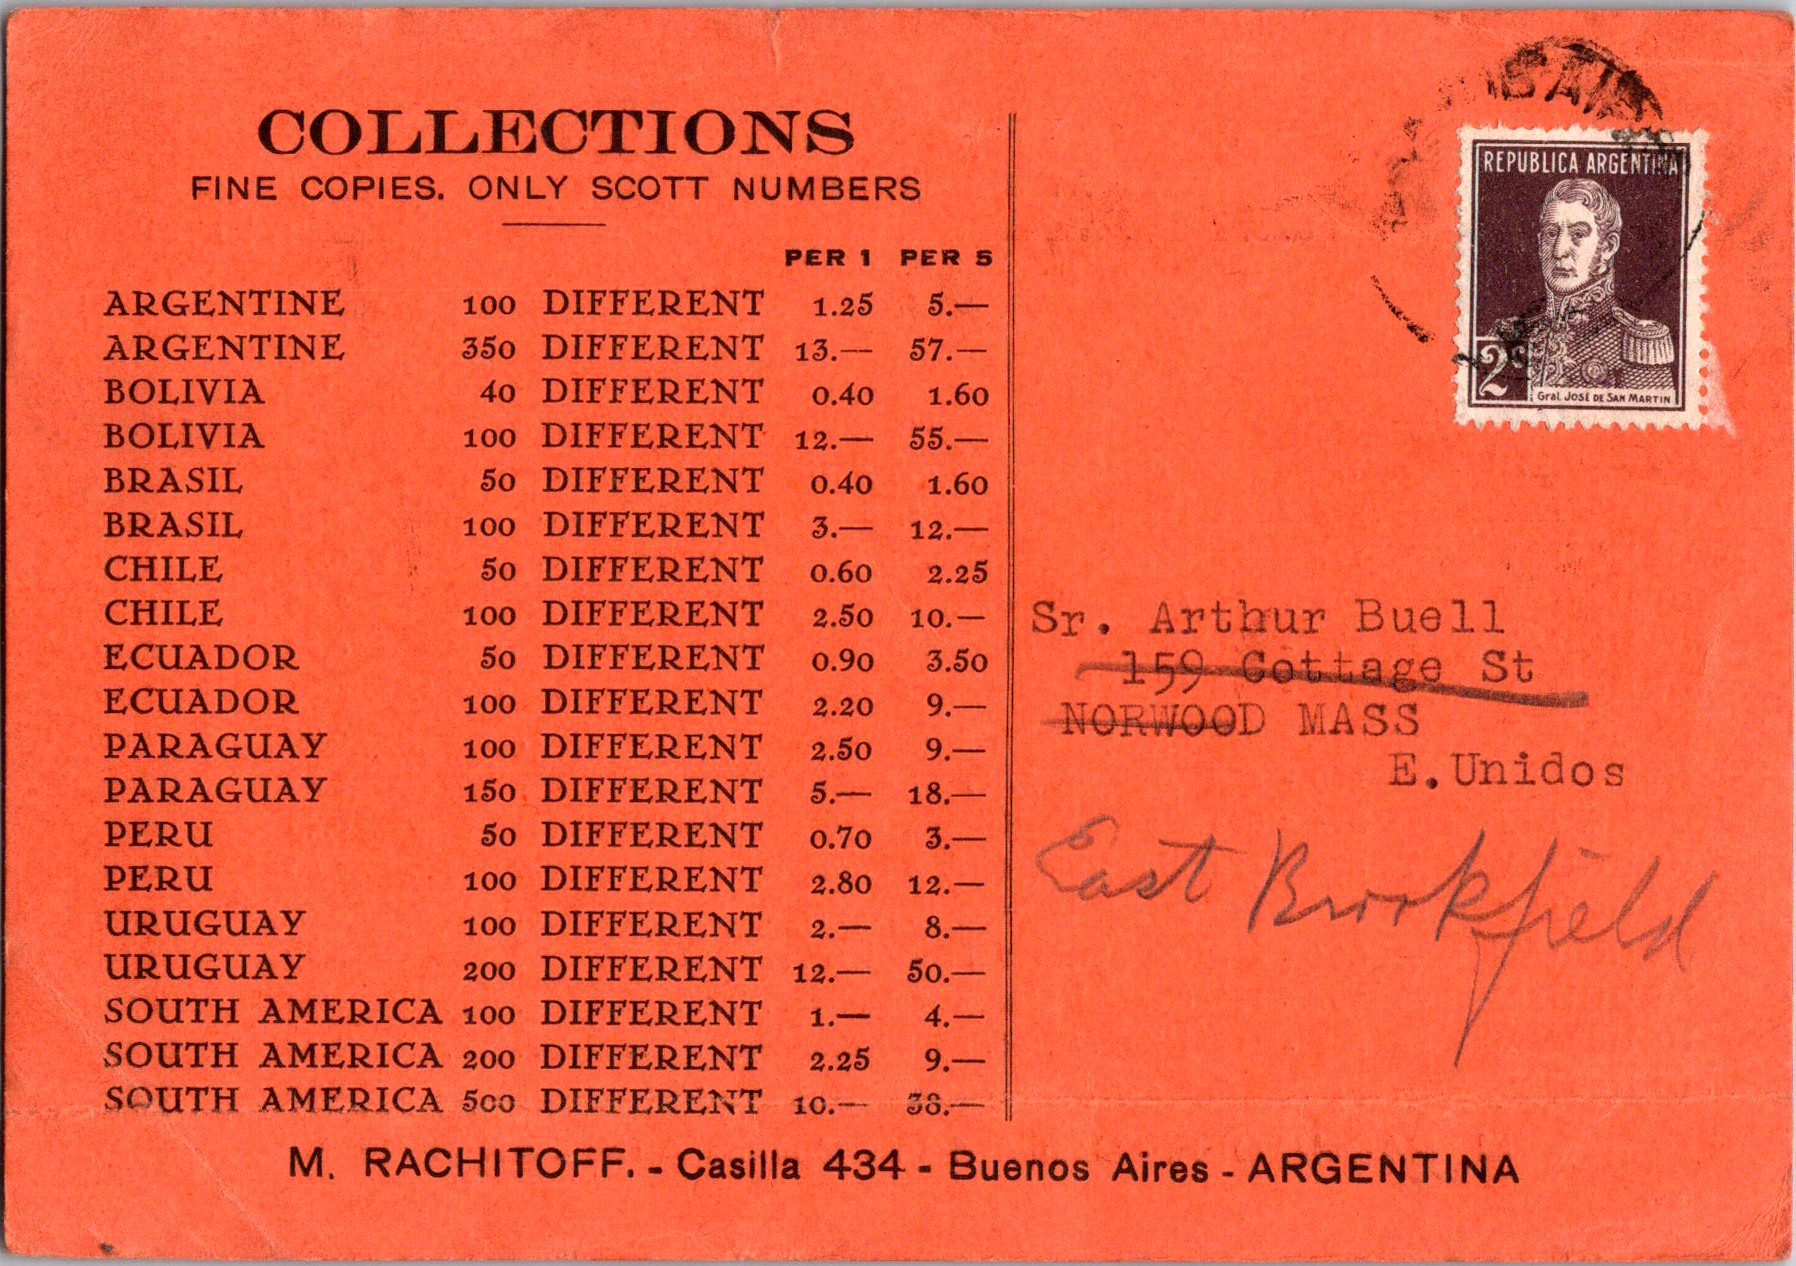 COLLECTIONS
FINE COPIES. ONLY SCOTT NUMBERS
PER 1 PER 5
ARGENTINE 100 DIFFERENT 1.25 5.—
ARGENTINE 350 DIFFERENT 13.— 57.—
BOLIVIA 40 DIFFERENT 0.40 1.60
BOLIVIA 100 DIFFERENT 12.— 55.—
BRASIL 50 DIFFERENT 0.40 1.60
BRASIL 100 DIFFERENT 3.— 12.—
CHILE 50 DIFFERENT 0.60 2.25
CHILE 100 DIFFERENT 2.50 10.—
ECUADOR 50 DIFFERENT 0.90 3.50
ECUADOR 100 DIFFERENT 2.20 9.—
PARAGUAY 100 DIFFERENT 2.50 9.—
PARAGUAY 150 DIFFERENT 5.— 18.—
PERU 50 DIFFERENT 0.70 3.—
PERU 100 DIFFERENT 2.80 12.—
URUGUAY 100 DIFFERENT 2.— 8.—
URUGUAY 200 DIFFERENT 12.— 50.—
SOUTH AMERICA 100 DIFFERENT 1.— 4.—
SOUTH AMERICA 200 DIFFERENT 2.25 9.—
SOUTH AMERICA 500 DIFFERENT 10.— 38.—
M. RACHITOFF. - Casilla 434 - Buenos Aires - ARGENTINA
REPUBLICA ARGENTINA
2c
Gral. JOSÉ DE SAN MARTIN
Sr. Arthur Buell
159 Cottage St
NORWOOD MASS
E.Unidos
East Brookfield